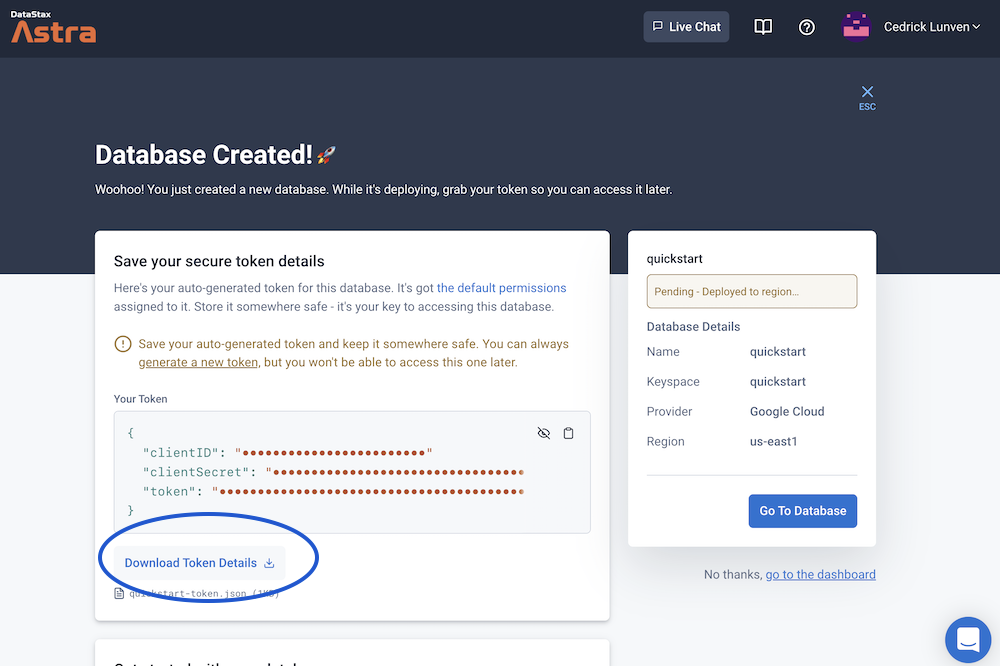 DataStax
Astra
Live Chat
Cedrick Lunven
ESC
Database Created!🚀
Woohoo! You just created a new database. While it's deploying, grab your token so you can access it later.
Save your secure token details
Here's your auto-generated token for this database. It's got the default permissions
assigned to it. Store it somewhere safe - it's your key to accessing this database.
Save your auto-generated token and keep it somewhere safe. You can always
generate a new token, but you won't be able to access this one later.
Your Token
{
"clientID": "••••••••••••••••••••••••"
"clientSecret": "•••••••••••••••••••••••••••••••••
"token": "••••••••••••••••••••••••••••••••••••••••
}
Download Token Details
quickstart-token.json (1KB)
quickstart
Pending - Deployed to region...
Database Details
Name quickstart
Keyspace quickstart
Provider Google Cloud
Region us-east1
Go To Database
No thanks, go to the dashboard